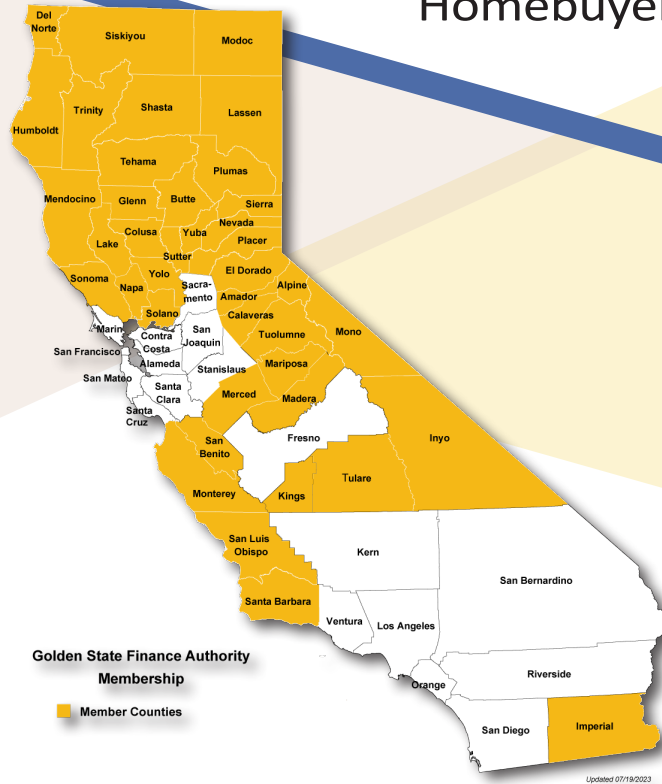 Homebuyer
Del
Norte
Siskiyou
Modoc
Humboldt
Trinity
Shasta
Lassen
Tehama
Plumas
Mendocino
Glenn
Butte
Sierra
Nevada
Colusa
Yuba
Placer
Lake
Sutter
El Dorado
Sonoma
Napa
Yolo
Sacra-
mento
Alpine
Amador
Solano
Calaveras
Marin
Contra
Costa
San
Joaquin
Tuolumne
Mono
San Francisco
Alameda
Stanislaus
Mariposa
San Mateo
Santa
Clara
Merced
Madera
Santa
Cruz
Fresno
Inyo
San
Benito
Monterey
Kings
Tulare
San Luis
Obispo
Kern
San Bernardino
Santa Barbara
Ventura
Los Angeles
Orange
Riverside
San Diego
Imperial
Golden State Finance Authority
Membership
Member Counties
Updated 07/19/2023